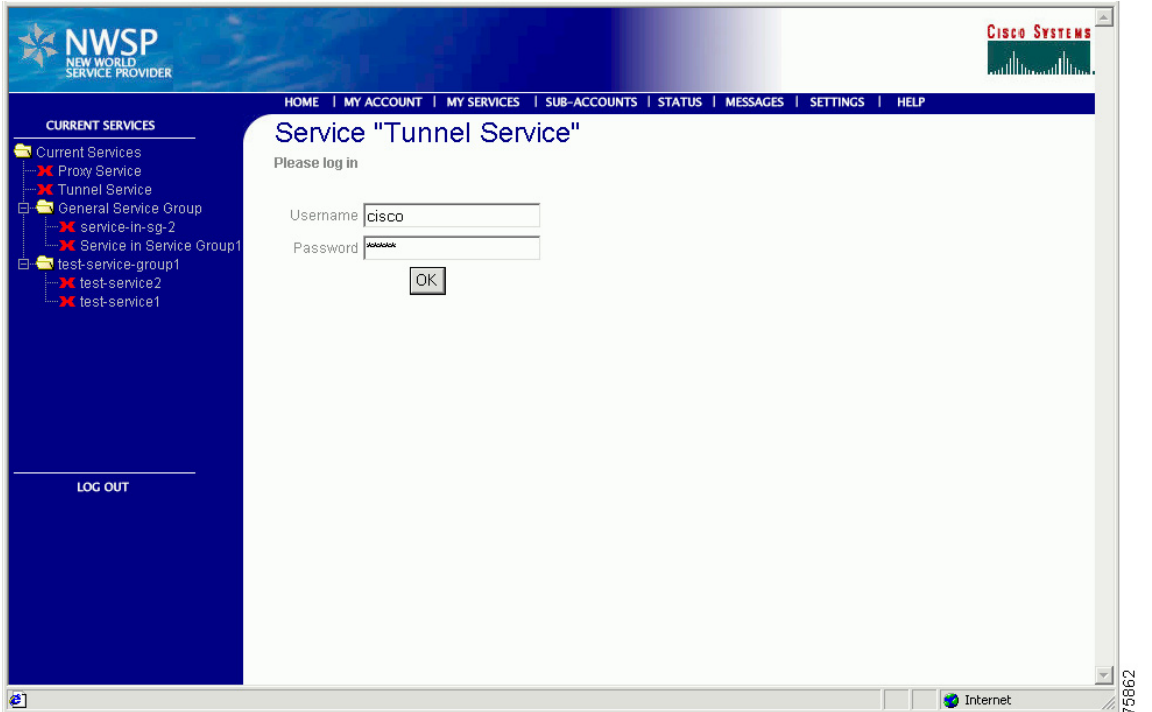 NWSP
NEW WORLD
SERVICE PROVIDER
CISCO SYSTEMS
HOME | MY ACCOUNT | MY SERVICES | SUB-ACCOUNTS | STATUS | MESSAGES | SETTINGS | HELP
CURRENT SERVICES
Current Services
Proxy Service
Tunnel Service
General Service Group
service-in-sg-2
Service in Service Group1
test-service-group1
test-service2
test-service1
LOG OUT
Service "Tunnel Service"
Please log in
Username cisco
Password *****
OK
Internet
75862